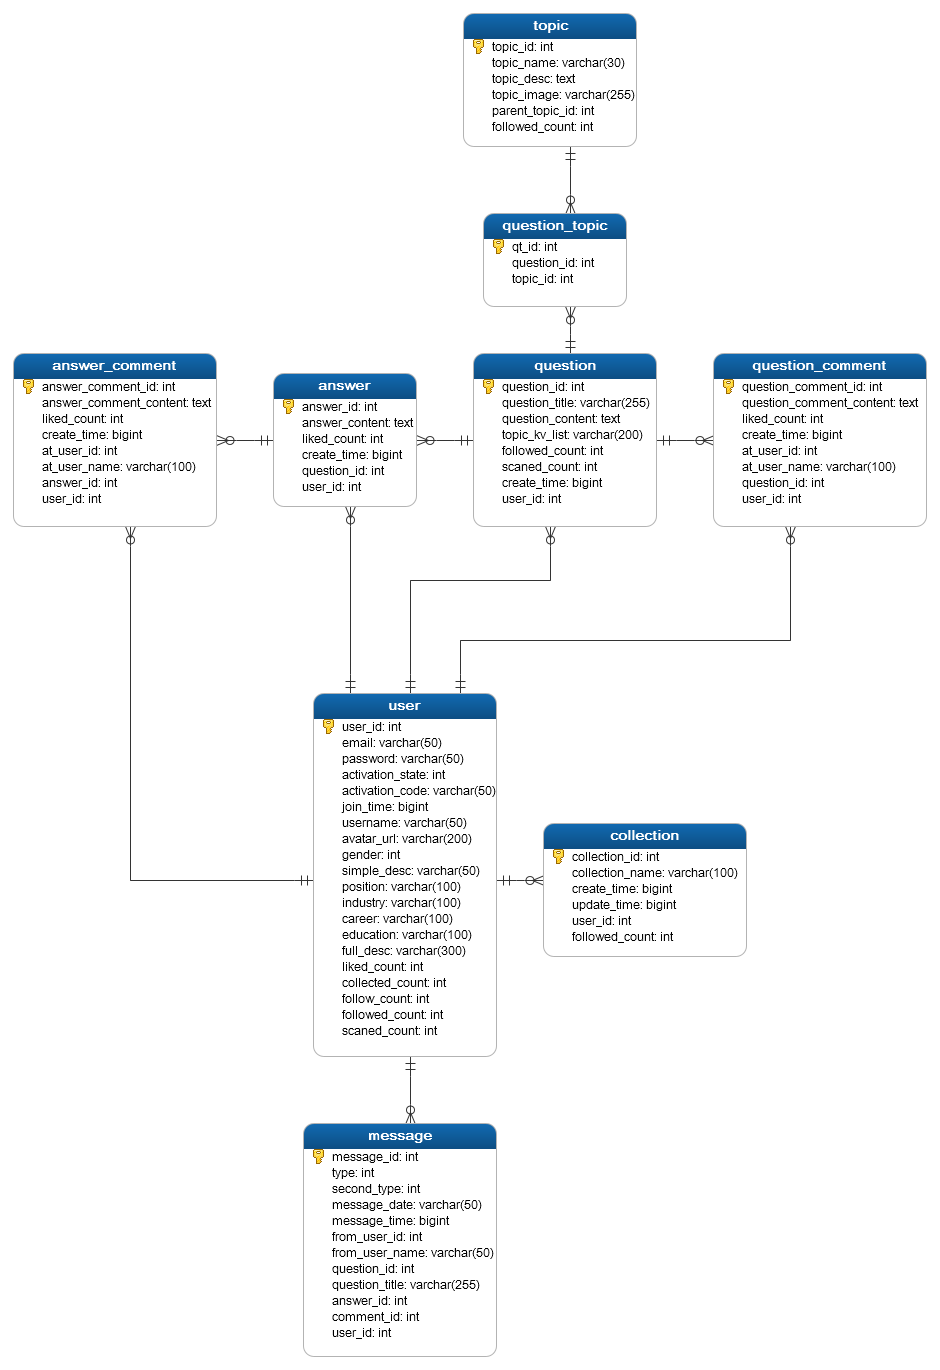 topic
topic_id: int
topic_name: varchar(30)
topic_desc: text
topic_image: varchar(255)
parent_topic_id: int
followed_count: int
question_topic
qt_id: int
question_id: int
topic_id: int
answer_comment
answer_comment_id: int
answer_comment_content: text
liked_count: int
create_time: bigint
at_user_id: int
at_user_name: varchar(100)
answer_id: int
user_id: int
answer
answer_id: int
answer_content: text
liked_count: int
create_time: bigint
question_id: int
user_id: int
question
question_id: int
question_title: varchar(255)
question_content: text
topic_kv_list: varchar(200)
followed_count: int
scaned_count: int
create_time: bigint
user_id: int
question_comment
question_comment_id: int
question_comment_content: text
liked_count: int
create_time: bigint
at_user_id: int
at_user_name: varchar(100)
question_id: int
user_id: int
user
user_id: int
email: varchar(50)
password: varchar(50)
activation_state: int
activation_code: varchar(50)
join_time: bigint
username: varchar(50)
avatar_url: varchar(200)
gender: int
simple_desc: varchar(50)
position: varchar(100)
industry: varchar(100)
career: varchar(100)
education: varchar(100)
full_desc: varchar(300)
liked_count: int
collected_count: int
follow_count: int
followed_count: int
scaned_count: int
collection
collection_id: int
collection_name: varchar(100)
create_time: bigint
update_time: bigint
user_id: int
followed_count: int
message
message_id: int
type: int
second_type: int
message_date: varchar(50)
message_time: bigint
from_user_id: int
from_user_name: varchar(50)
question_id: int
question_title: varchar(255)
answer_id: int
comment_id: int
user_id: int